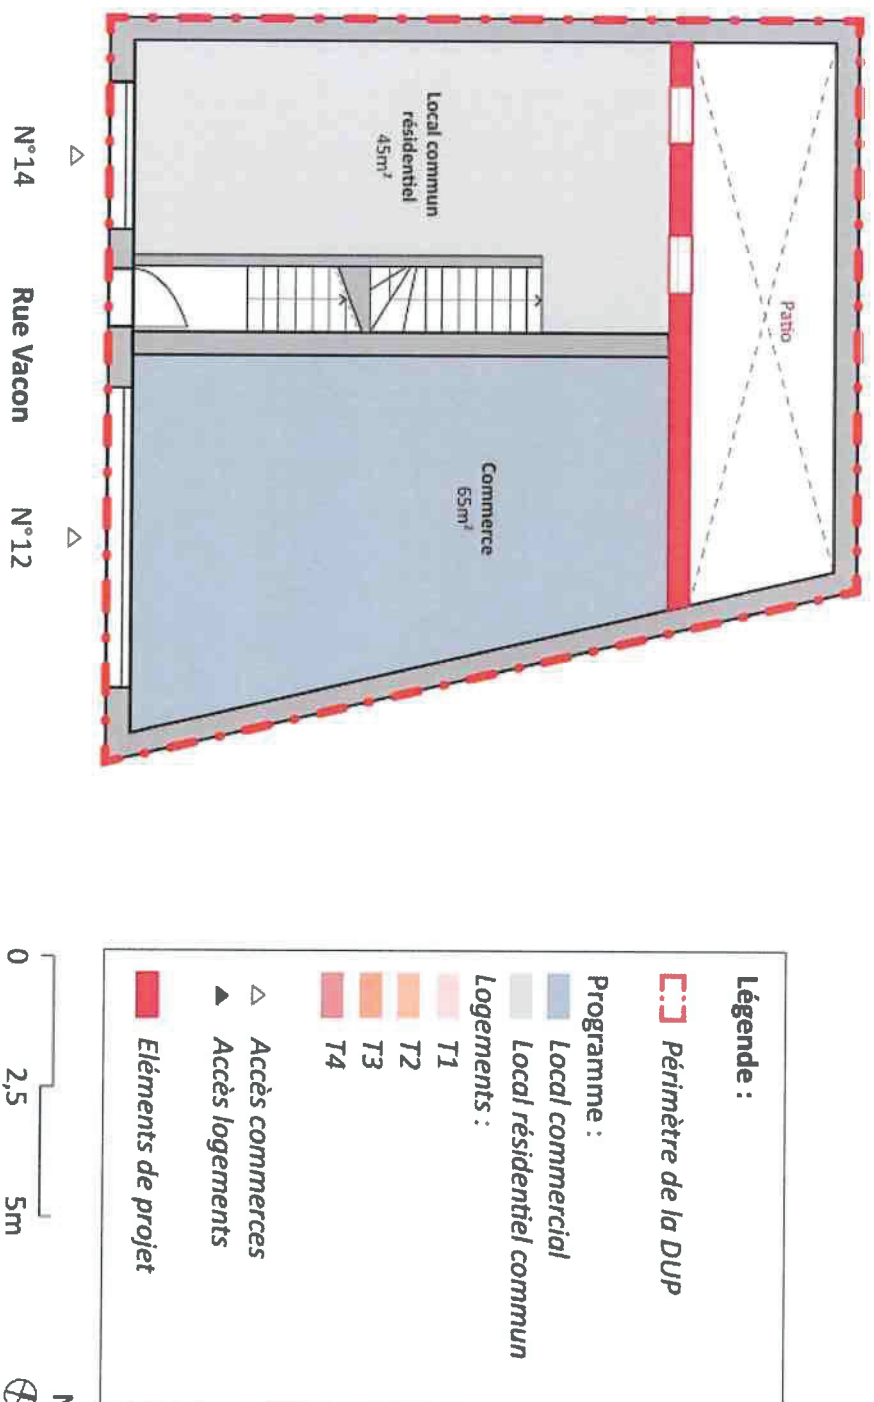 Patio
Local commun
résidentiel
45m²
Commerce
65m²
N°14
Rue Vacon
N°12
Légende :
Périmètre de la DUP
Programme :
Local commercial
Local résidentiel commun
Logements :
T1
T2
T3
T4
Accès commerces
Accès logements
Eléments de projet
0
2,5
5m